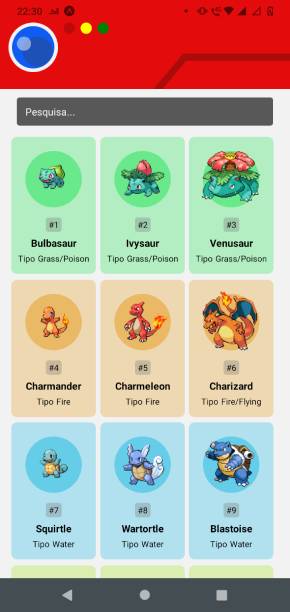 22:30
Pesquisa...
#1 #2 #3
Bulbasaur Ivysaur Venusaur
Tipo Grass/Poison Tipo Grass/Poison Tipo Grass/Poison
#4 #5 #6
Charmander Charmeleon Charizard
Tipo Fire Tipo Fire Tipo Fire/Flying
#7 #8 #9
Squirtle Wartortle Blastoise
Tipo Water Tipo Water Tipo Water